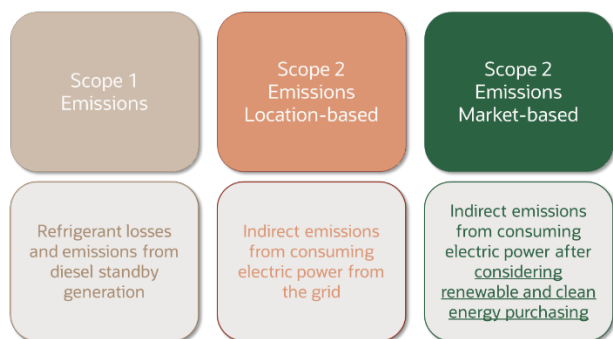 Scope 1
Emissions
Scope 2
Emissions
Location-based
Scope 2
Emissions
Market-based
Refrigerant losses
and emissions from
diesel standby
generation
Indirect emissions
from consuming
electric power from
the grid
Indirect emissions
from consuming
electric power after
considering
renewable and clean
energy purchasing